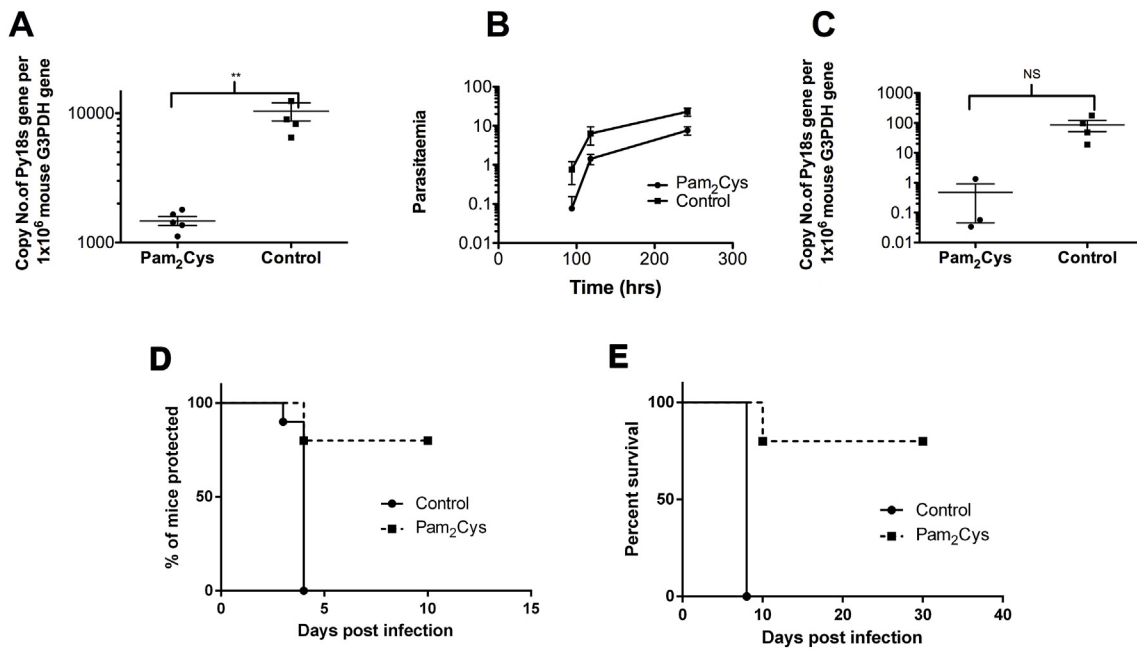 A
Copy No.of Py18s gene per
1x10⁶ mouse G3PDH gene
10000
1000
**
Pam₂Cys
Control
B
Parasitaemia
100
10
1
0.1
0.01
0
100
200
300
Time (hrs)
Pam₂Cys
Control
C
Copy No.of Py18s gene per
1x10⁶ mouse G3PDH gene
1000
100
10
1
0.1
0.01
NS
Pam₂Cys
Control
D
% of mice protected
100
50
0
0
5
10
15
Days post infection
Control
Pam₂Cys
E
Percent survival
100
50
0
0
10
20
30
40
Days post infection
Control
Pam₂Cys